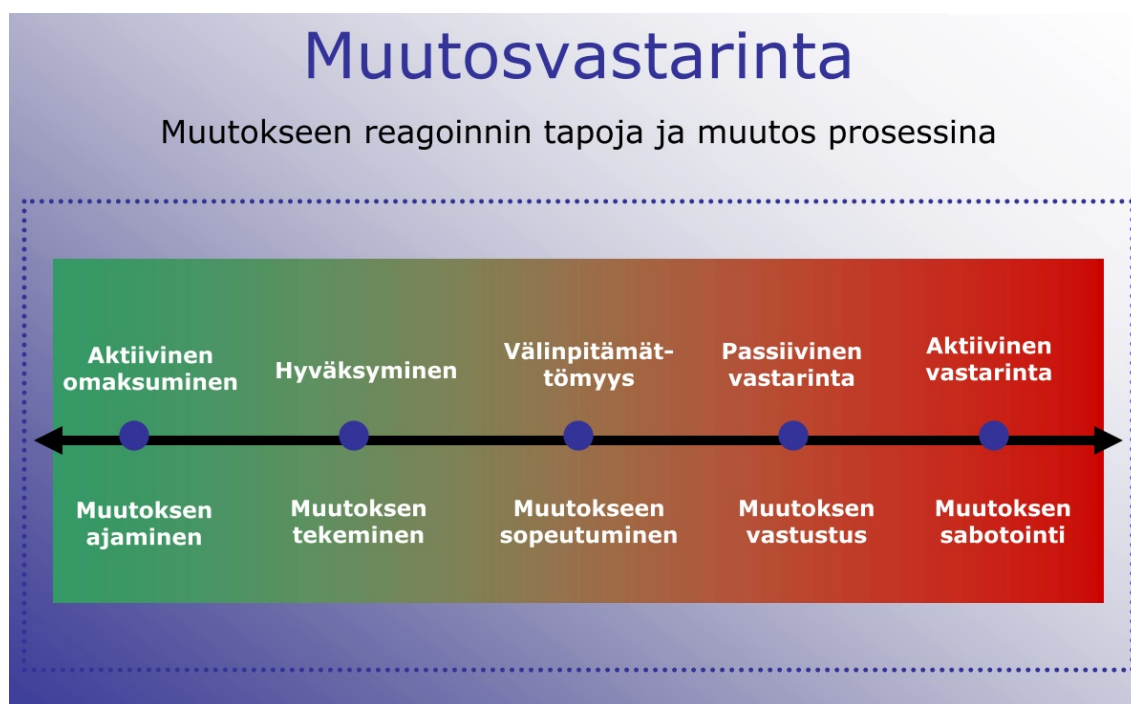 Muutosvastarinta
Muutokseen reagoinnin tapoja ja muutos prosessina
Aktiivinen
omaksuminen
Hyväksyminen
Välinpitämät-
tömyys
Passiivinen
vastarinta
Aktiivinen
vastarinta
Muutoksen
ajaminen
Muutoksen
tekeminen
Muutokseen
sopeutuminen
Muutoksen
vastustus
Muutoksen
sabotointi